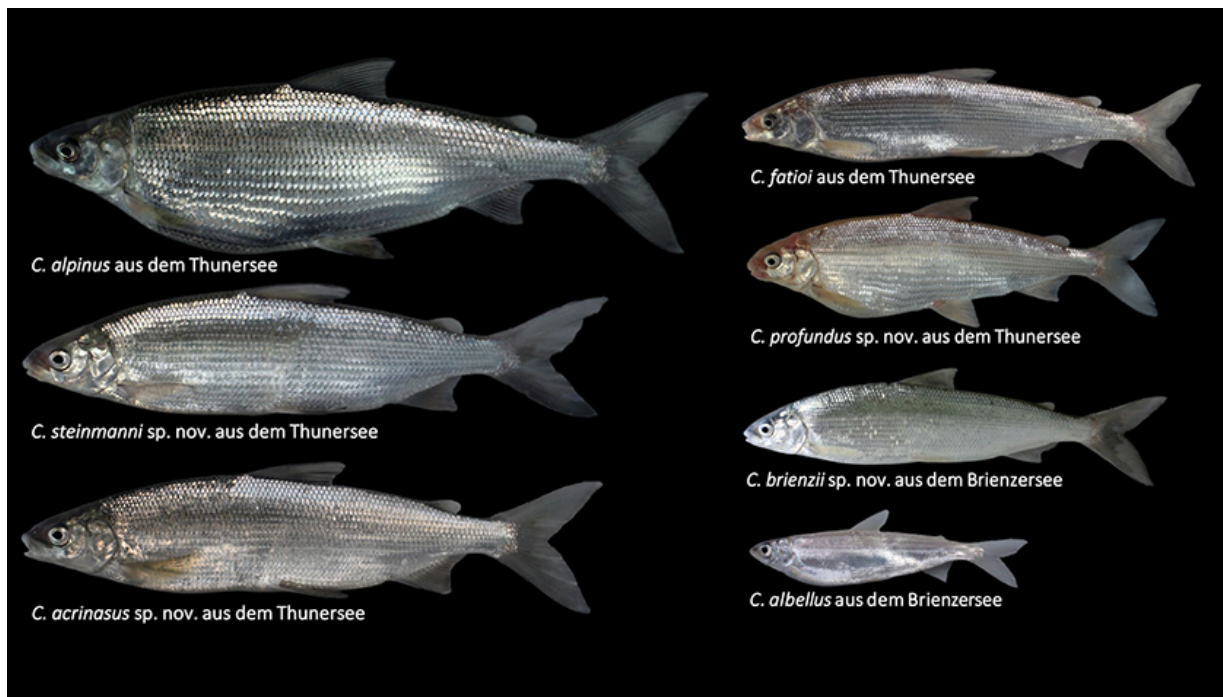 C. alpinus aus dem Thunersee
C. steinmanni sp. nov. aus dem Thunersee
C. acrinasus sp. nov. aus dem Thunersee
C. fatioi aus dem Thunersee
C. profundus sp. nov. aus dem Thunersee
C. brienzii sp. nov. aus dem Brienzersee
C. albellus aus dem Brienzersee